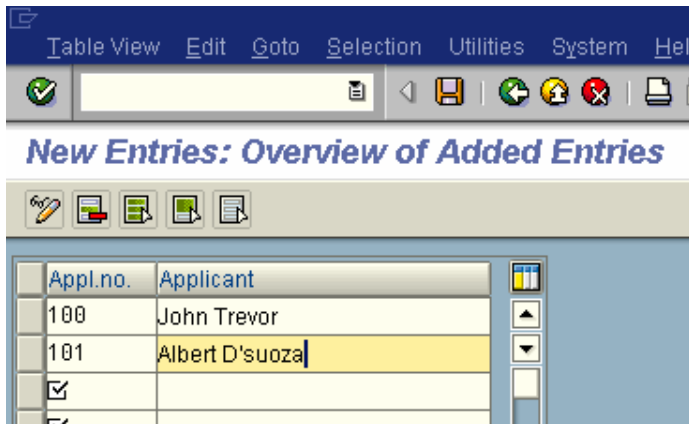 Table View Edit Goto Selection Utilities System Hel
New Entries: Overview of Added Entries
Appl.no. Applicant
100 John Trevor
101 Albert D'suoza